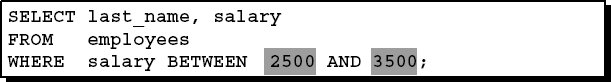 SELECT last_name, salary
FROM employees
WHERE salary BETWEEN 2500 AND 3500;